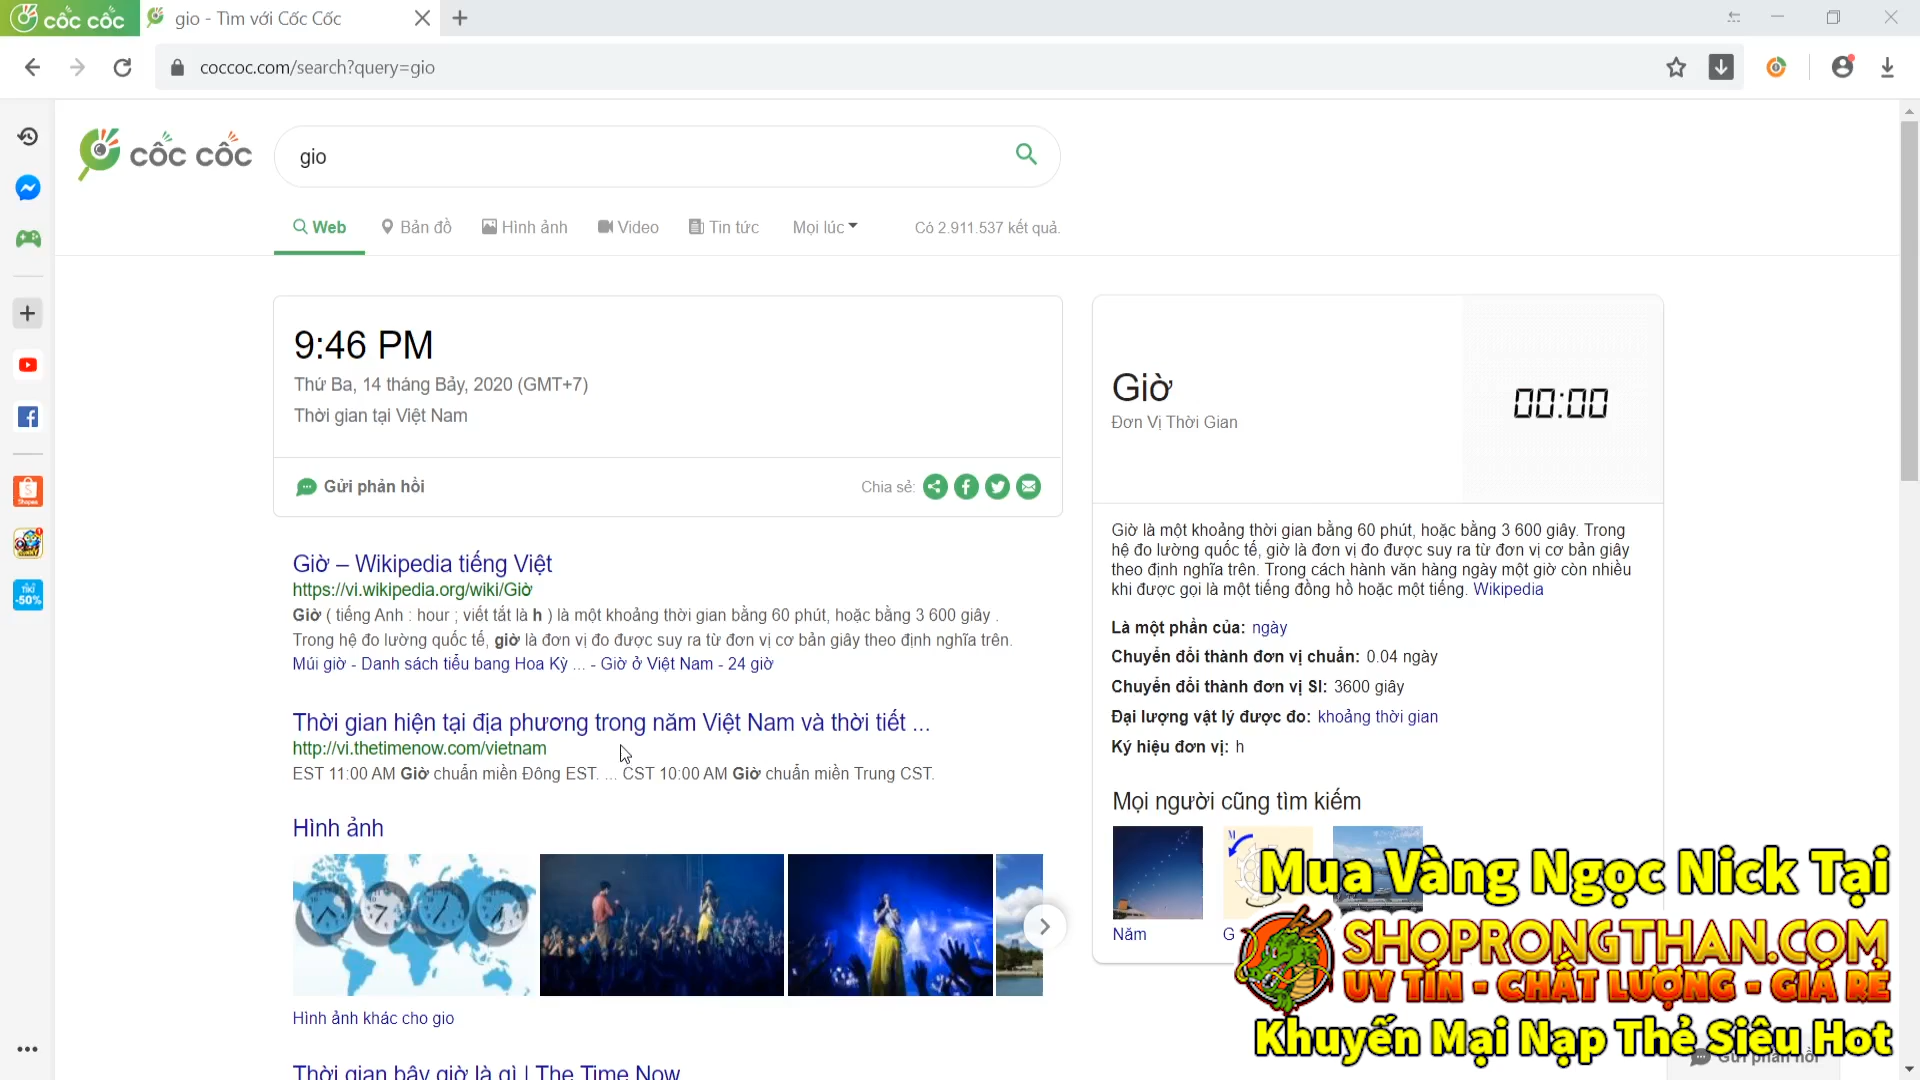 cốc cốc
gio - Tìm với Cốc Cốc
coccoc.com/search?query=gio
cốc cốc
gio
Web
Bản đồ
Hình ảnh
Video
Tin tức
Mọi lúc
Có 2.911.537 kết quả.
9:46 PM
Thứ Ba, 14 tháng Bảy, 2020 (GMT+7)
Thời gian tại Việt Nam
Gửi phản hồi
Chia sẻ:
Giờ – Wikipedia tiếng Việt
https://vi.wikipedia.org/wiki/Giờ
Giờ ( tiếng Anh : hour ; viết tắt là h ) là một khoảng thời gian bằng 60 phút, hoặc bằng 3 600 giây .
Trong hệ đo lường quốc tế, giờ là đơn vị đo được suy ra từ đơn vị cơ bản giây theo định nghĩa trên.
Múi giờ - Danh sách tiểu bang Hoa Kỳ ... - Giờ ở Việt Nam - 24 giờ
Thời gian hiện tại địa phương trong năm Việt Nam và thời tiết ...
http://vi.thetimenow.com/vietnam
EST 11:00 AM Giờ chuẩn miền Đông EST. ... CST 10:00 AM Giờ chuẩn miền Trung CST.
Hình ảnh
Hình ảnh khác cho gio
Thời gian bây giờ là gì | The Time Now
Giờ
Đơn Vị Thời Gian
00:00
Giờ là một khoảng thời gian bằng 60 phút, hoặc bằng 3 600 giây. Trong
hệ đo lường quốc tế, giờ là đơn vị đo được suy ra từ đơn vị cơ bản giây
theo định nghĩa trên. Trong cách hành văn hàng ngày một giờ còn nhiều
khi được gọi là một tiếng đồng hồ hoặc một tiếng. Wikipedia
Là một phần của: ngày
Chuyển đổi thành đơn vị chuẩn: 0.04 ngày
Chuyển đổi thành đơn vị SI: 3600 giây
Đại lượng vật lý được đo: khoảng thời gian
Ký hiệu đơn vị: h
Mọi người cũng tìm kiếm
M
Năm
G
Shopee
tiki
-50%
Mua Vàng Ngọc Nick Tại
SHOPRONGTHAN.COM
UY TÍN - CHẤT LƯỢNG - GIÁ RẺ
Khuyến Mại Nạp Thẻ Siêu Hot
Gửi phản hồi